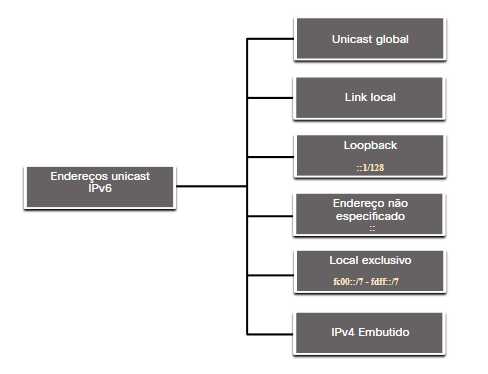 Endereços unicast
IPv6
Unicast global
Link local
Loopback
::1/128
Endereço não
especificado
::
Local exclusivo
fc00::/7 - fdff::/7
IPv4 Embutido